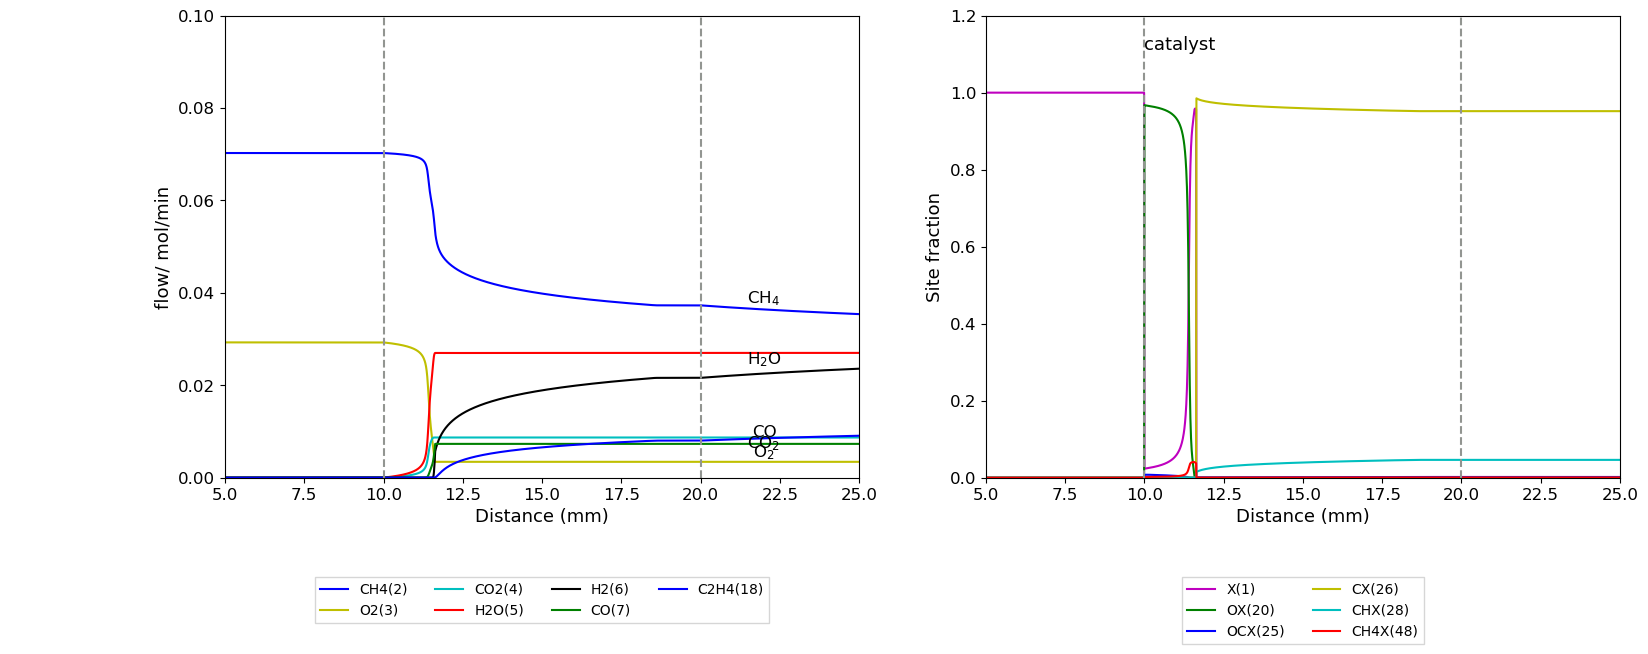 0.10
0.08
0.06
0.04
0.02
0.00
flow/ mol/min
CH₄
H₂O
CO
CO₂
O₂
5.0 7.5 10.0 12.5 15.0 17.5 20.0 22.5 25.0
Distance (mm)
CH4(2) CO2(4) H2(6) C2H4(18)
O2(3) H2O(5) CO(7)
1.2
1.0
0.8
0.6
0.4
0.2
0.0
Site fraction
catalyst
5.0 7.5 10.0 12.5 15.0 17.5 20.0 22.5 25.0
Distance (mm)
X(1) CX(26)
OX(20) CHX(28)
OCX(25) CH4X(48)